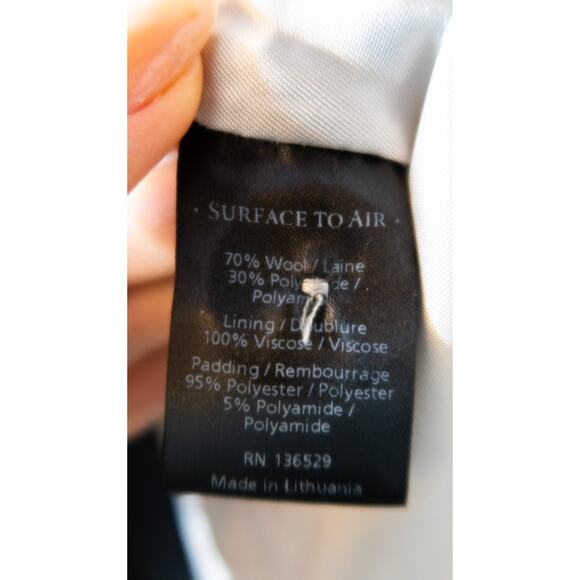 · SURFACE TO AIR ·
70% Wool / Laine
30% /
Lining / Doublure
100% Viscose / Viscose
Padding / Rembourrage
95% Polyester / Polyester
5% Polyamide /
Polyamide
RN 136529
Made in Lithuania